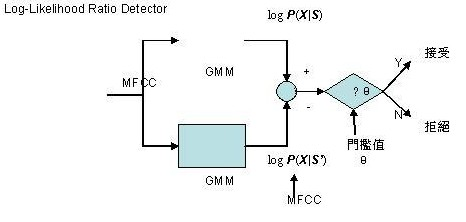 Log-Likelihood Ratio Detector
log P(X|S)
MFCC
GMM
+
-
? θ
Y
接受
N
拒絕
門檻值
θ
log P(X|S')
GMM
MFCC